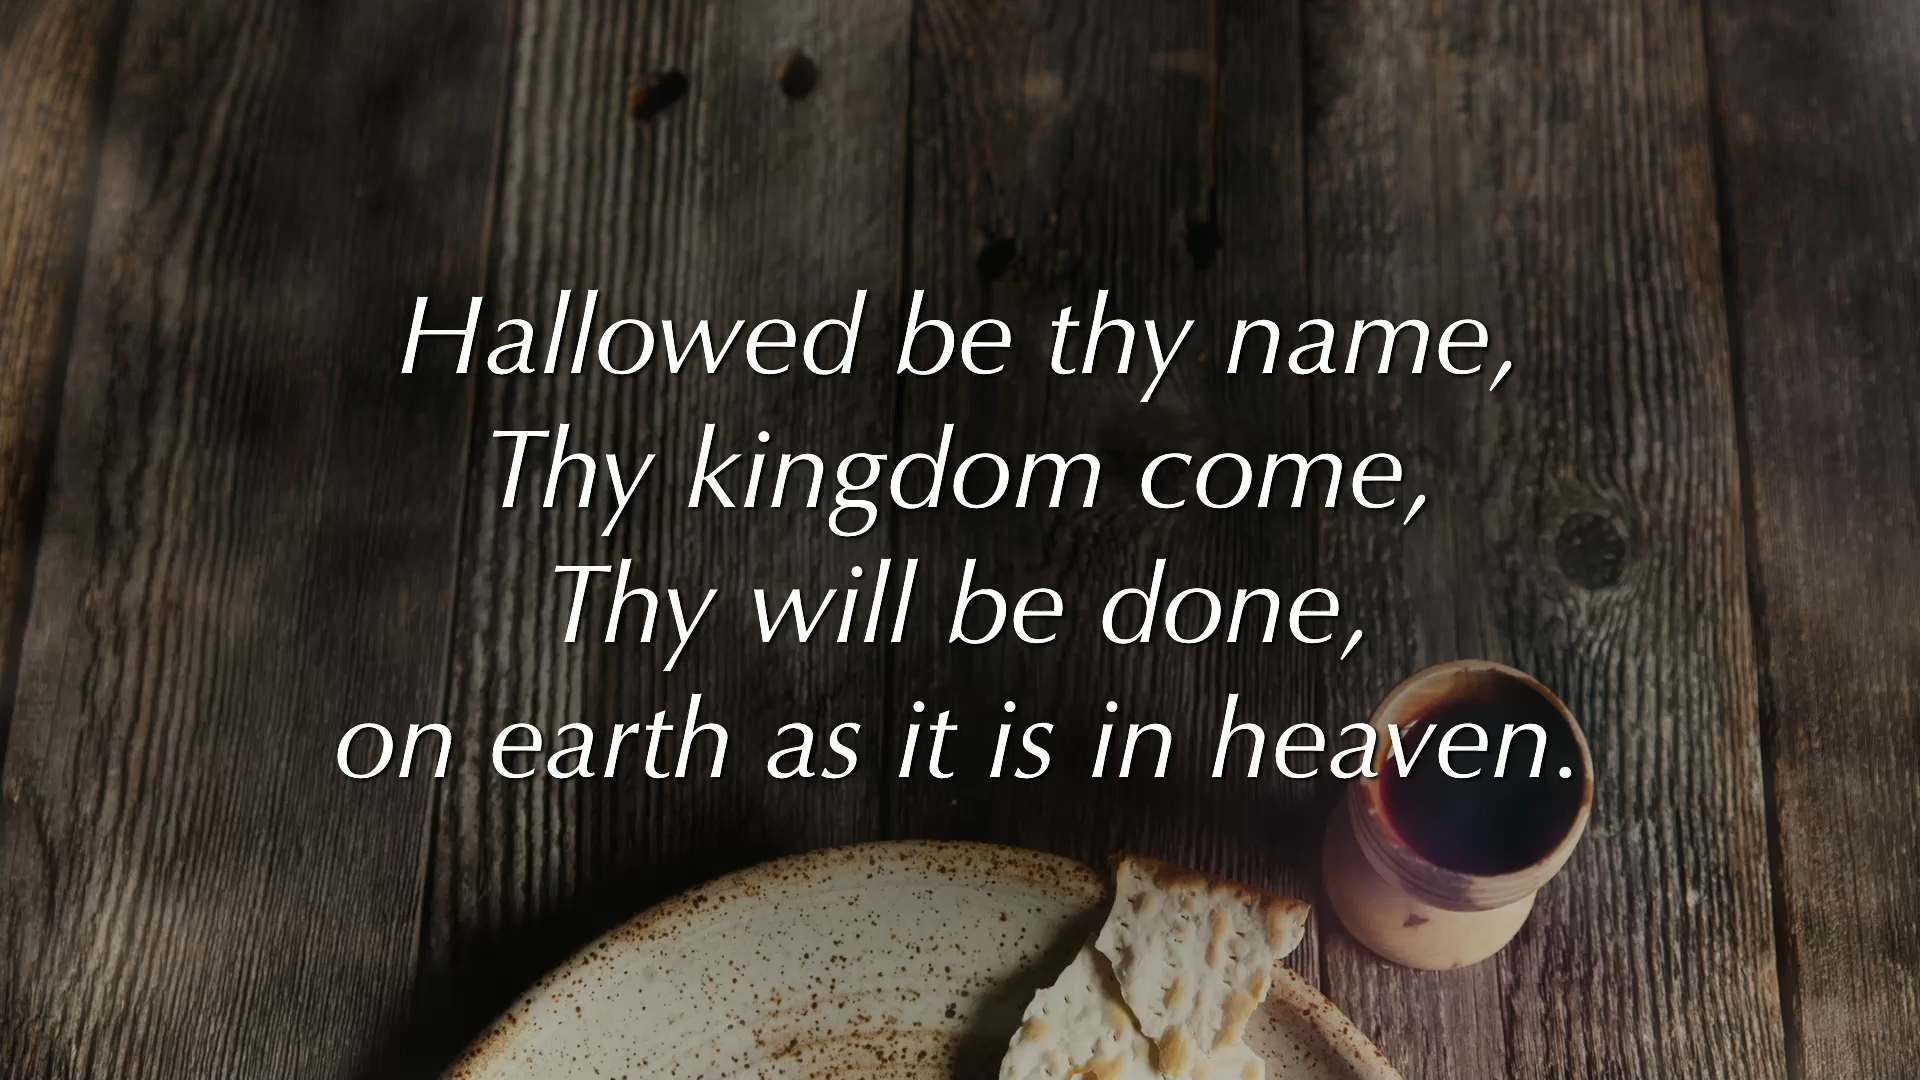 Hallowed be thy name,
Thy kingdom come,
Thy will be done,
on earth as it is in heaven.